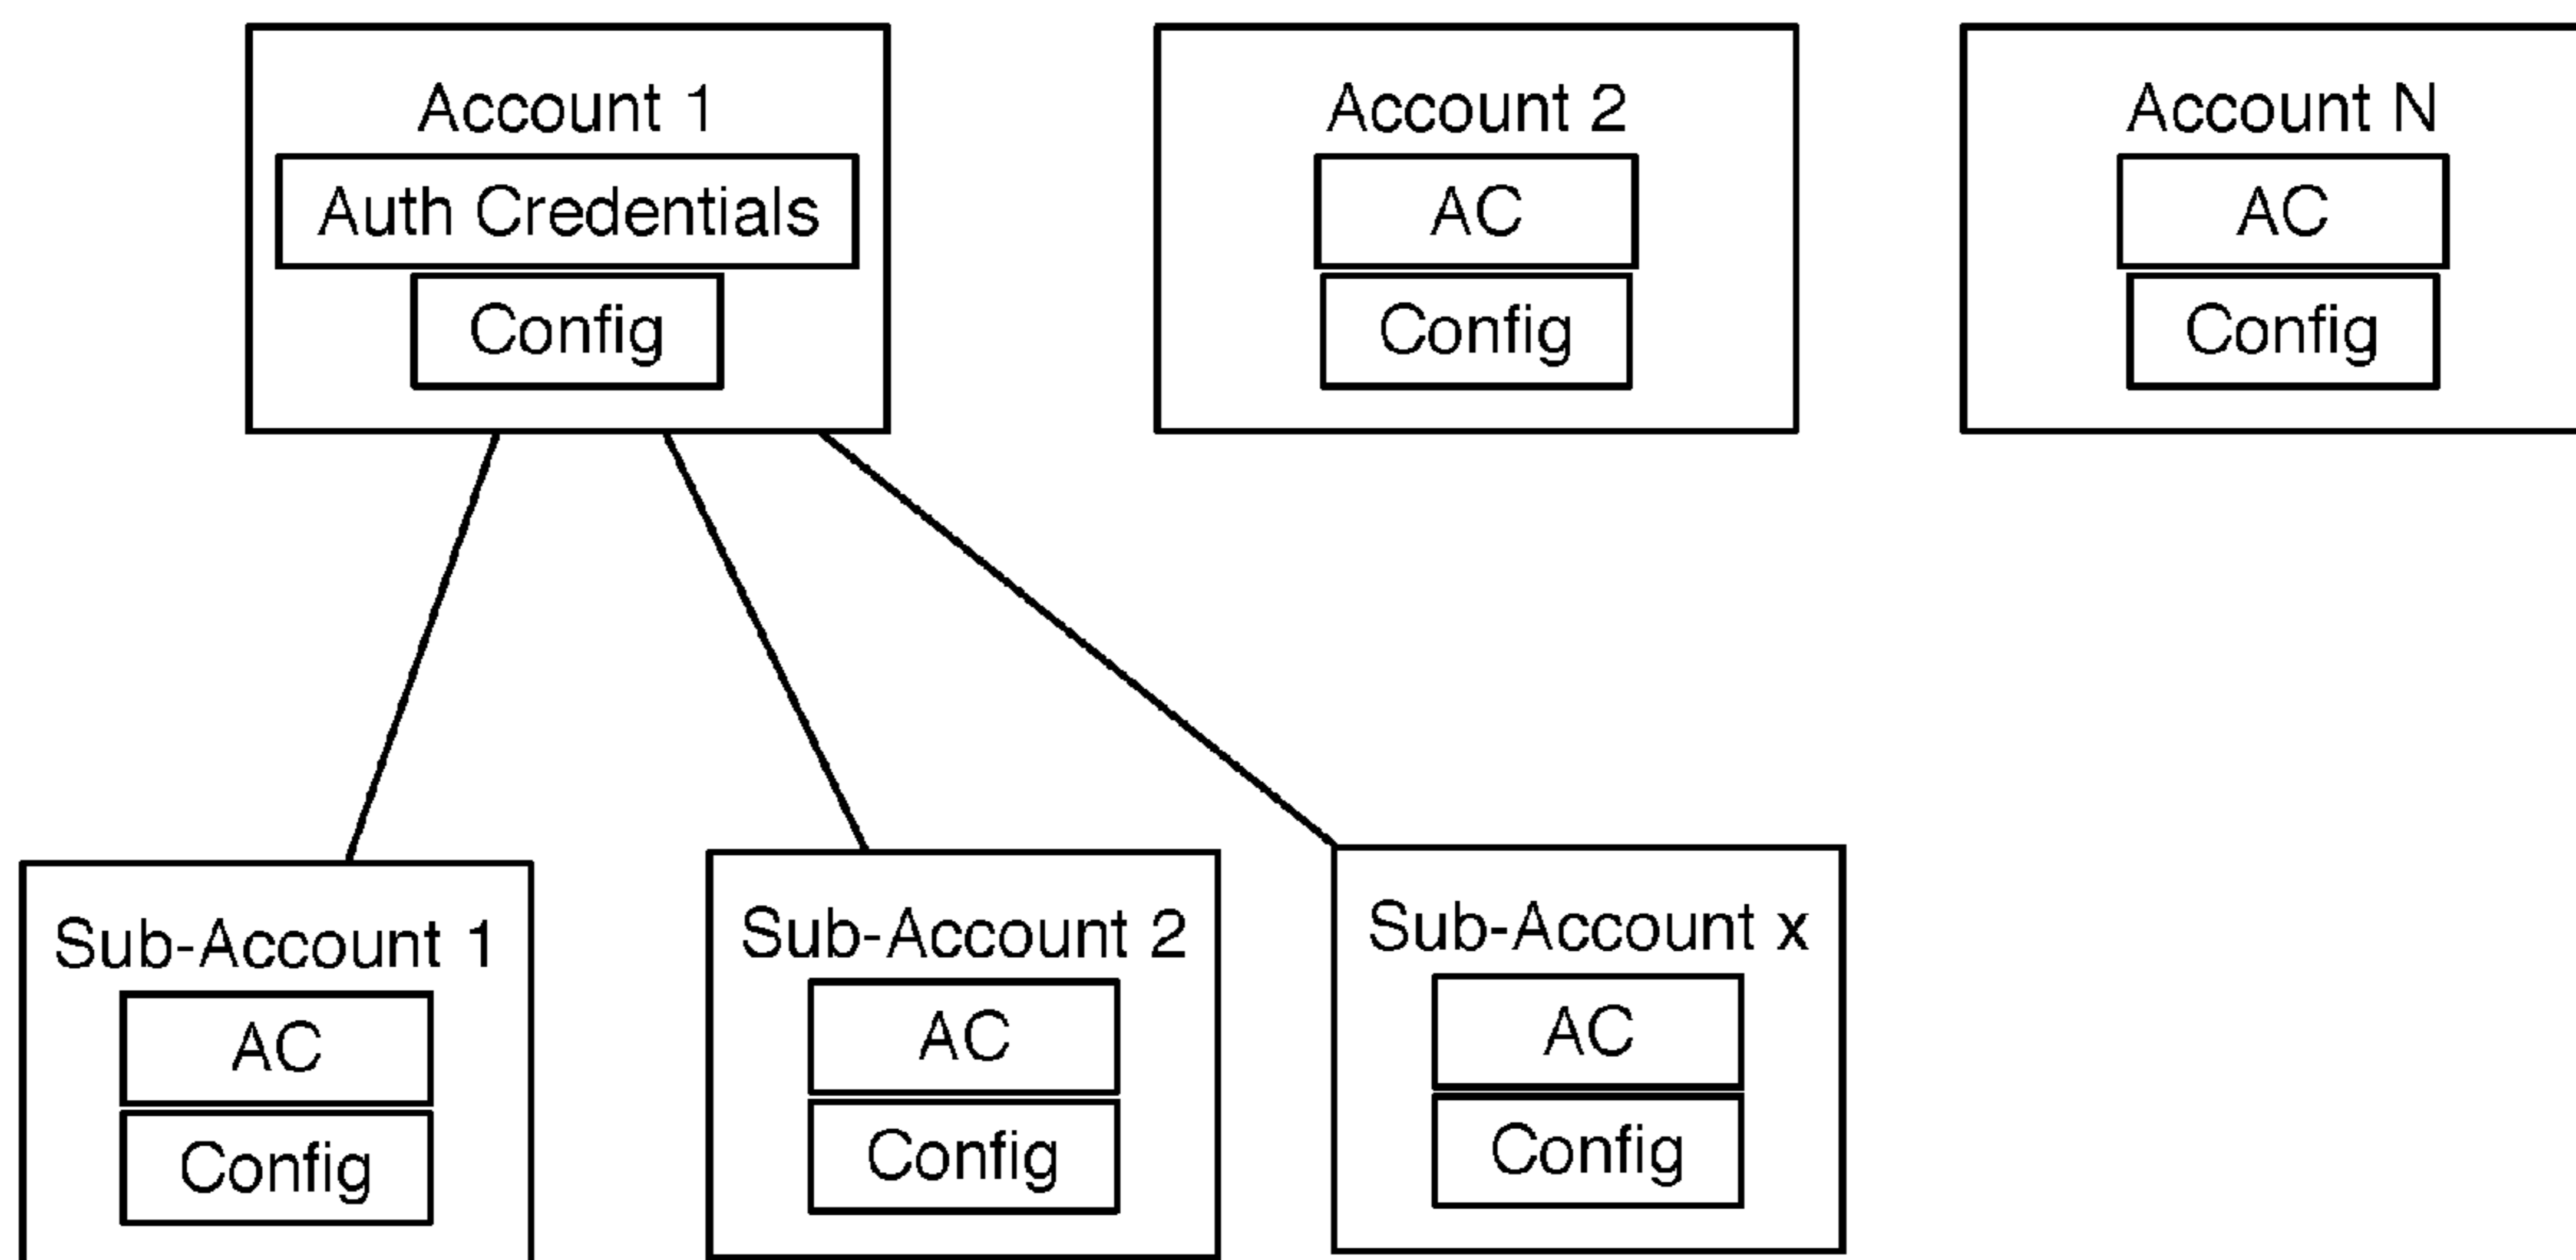 Account 1
Auth Credentials
Config
Account 2
AC
Config
Account N
AC
Config
Sub-Account 1
AC
Config
Sub-Account 2
AC
Config
Sub-Account x
AC
Config